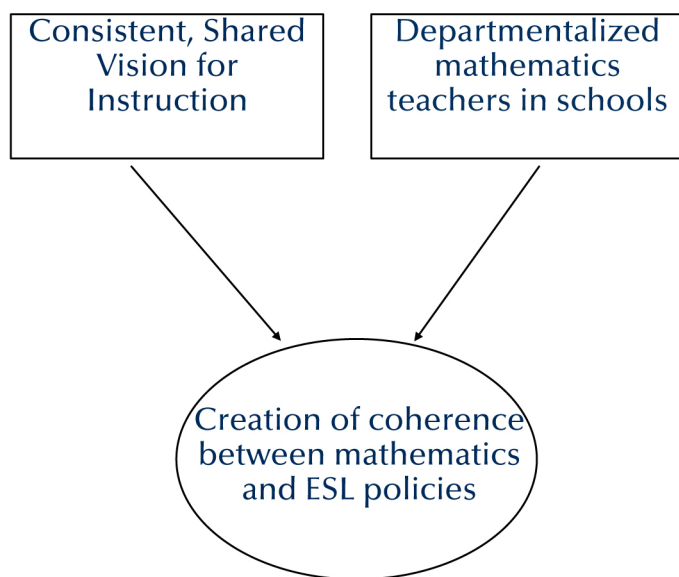 Consistent, Shared
Vision for
Instruction
Departmentalized
mathematics
teachers in schools
Creation of coherence
between mathematics
and ESL policies